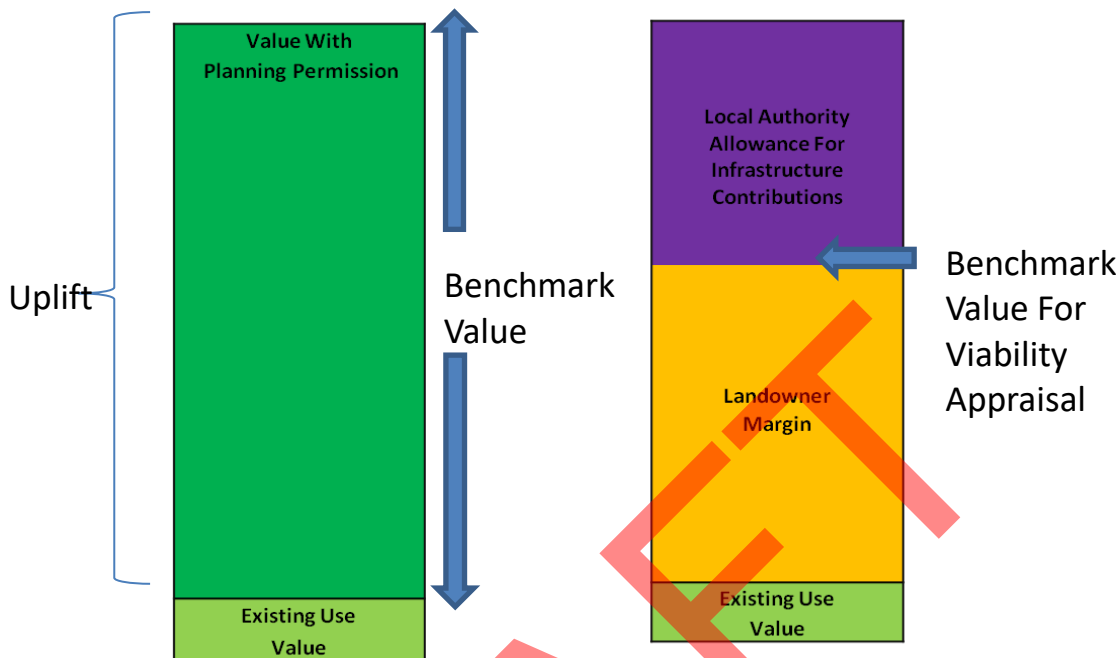 Value With
Planning Permission
Uplift
Benchmark
Value
Existing Use
Value
Local Authority
Allowance For
Infrastructure
Contributions
Benchmark
Value For
Viability
Appraisal
Landowner
Margin
Existing Use
Value